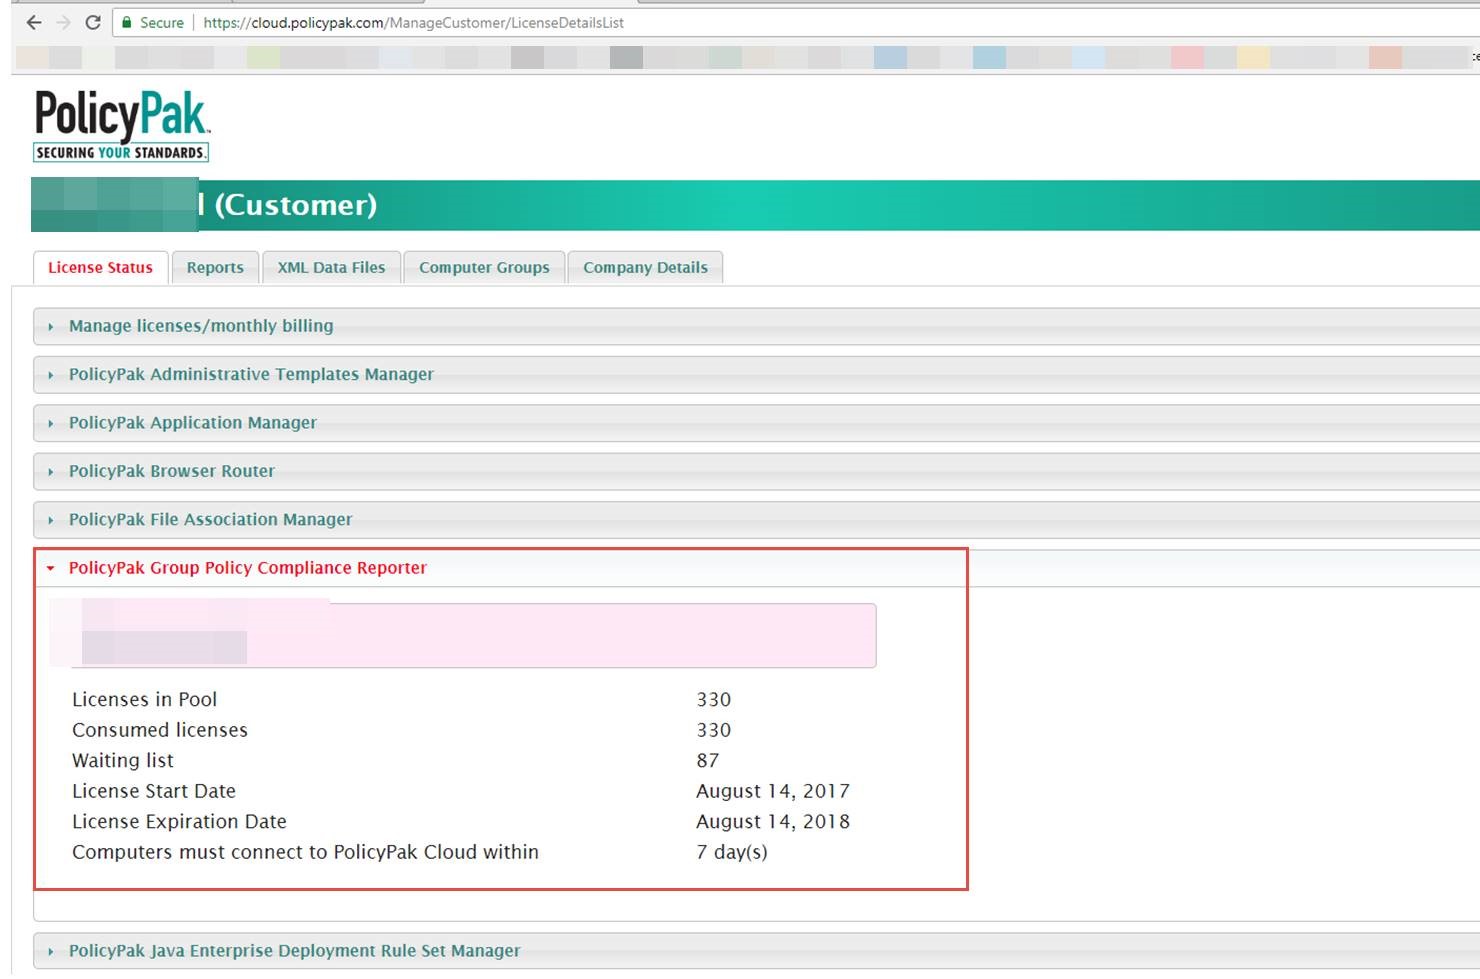 Secure https://cloud.policypak.com/ManageCustomer/LicenseDetailsList
PolicyPak™
SECURING YOUR STANDARDS.
(Customer)
License Status Reports XML Data Files Computer Groups Company Details
Manage licenses/monthly billing
PolicyPak Administrative Templates Manager
PolicyPak Application Manager
PolicyPak Browser Router
PolicyPak File Association Manager
PolicyPak Group Policy Compliance Reporter
Licenses in Pool 330
Consumed licenses 330
Waiting list 87
License Start Date August 14, 2017
License Expiration Date August 14, 2018
Computers must connect to PolicyPak Cloud within 7 day(s)
PolicyPak Java Enterprise Deployment Rule Set Manager